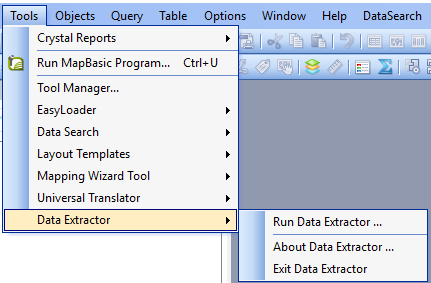 Tools Objects Query Table Options Window Help DataSearch
Crystal Reports
Run MapBasic Program... Ctrl+U
Tool Manager...
EasyLoader
Data Search
Layout Templates
Mapping Wizard Tool
Universal Translator
Data Extractor
Run Data Extractor ...
About Data Extractor ...
Exit Data Extractor